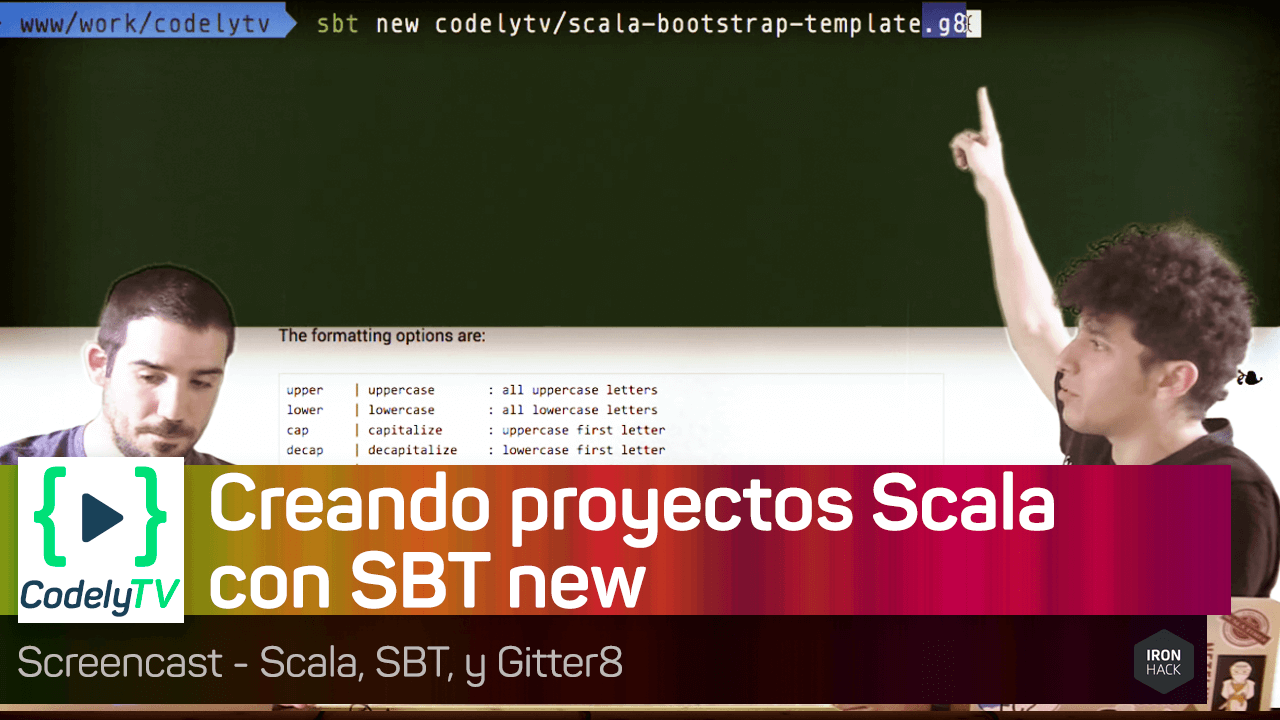 www/work/codelytv sbt new codelytv/scala-bootstrap-template.g8
The formatting options are:
upper | uppercase : all uppercase letters
lower | lowercase : all lowercase letters
cap | capitalize : uppercase first letter
decap | decapitalize : lowercase first letter
Creando proyectos Scala
con SBT new
CodelyTV
Screencast - Scala, SBT, y Gitter8
IRON
HACK